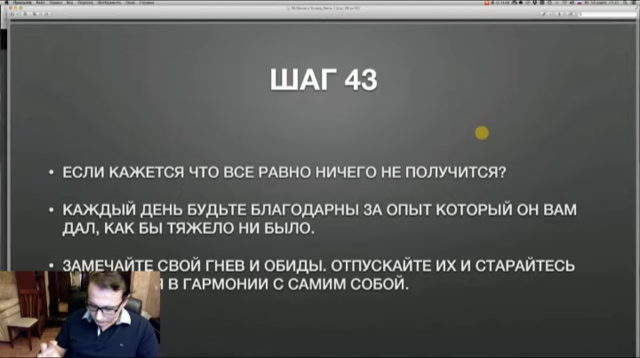 ШАГ 43
• ЕСЛИ КАЖЕТСЯ ЧТО ВСЕ РАВНО НИЧЕГО НЕ ПОЛУЧИТСЯ?
• КАЖДЫЙ ДЕНЬ БУДЬТЕ БЛАГОДАРНЫ ЗА ОПЫТ КОТОРЫЙ ОН ВАМ
ДАЛ, КАК БЫ ТЯЖЕЛО НИ БЫЛО.
• ЗАМЕЧАЙТЕ СВОЙ ГНЕВ И ОБИДЫ. ОТПУСКАЙТЕ ИХ И СТАРАЙТЕСЬ
В ГАРМОНИИ С САМИМ СОБОЙ.